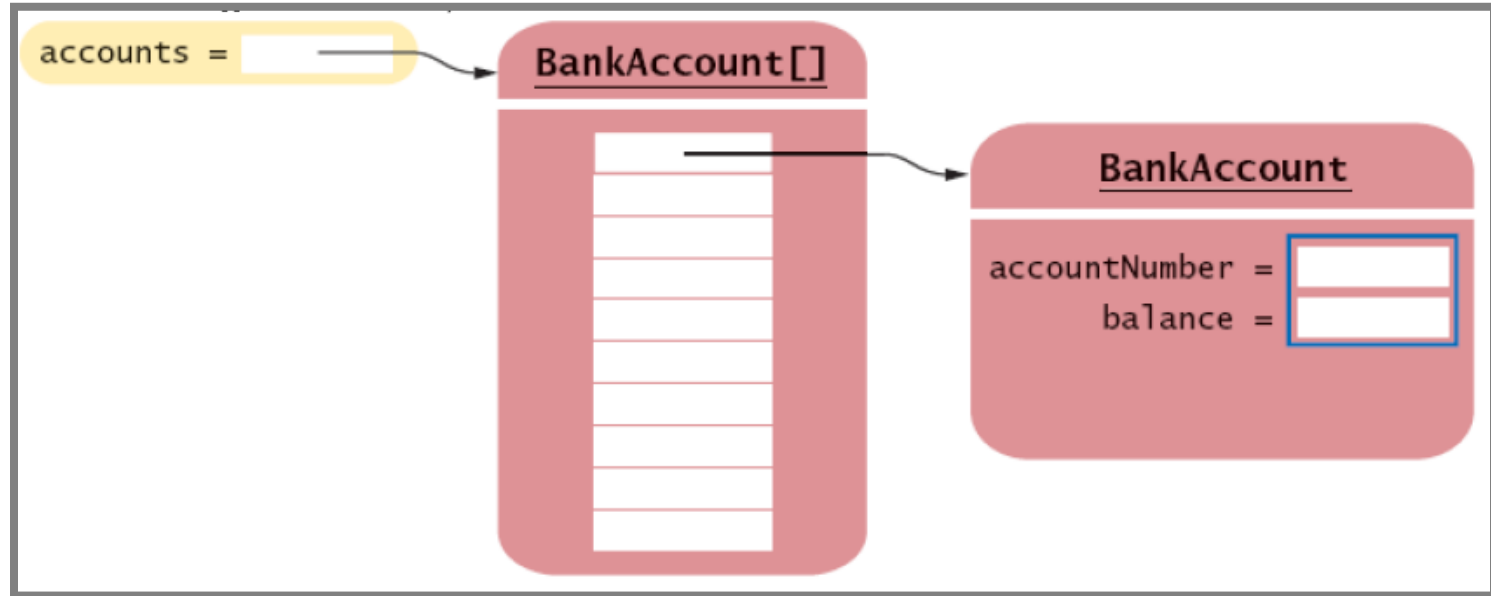 accounts =
BankAccount[]
BankAccount
accountNumber =
balance =